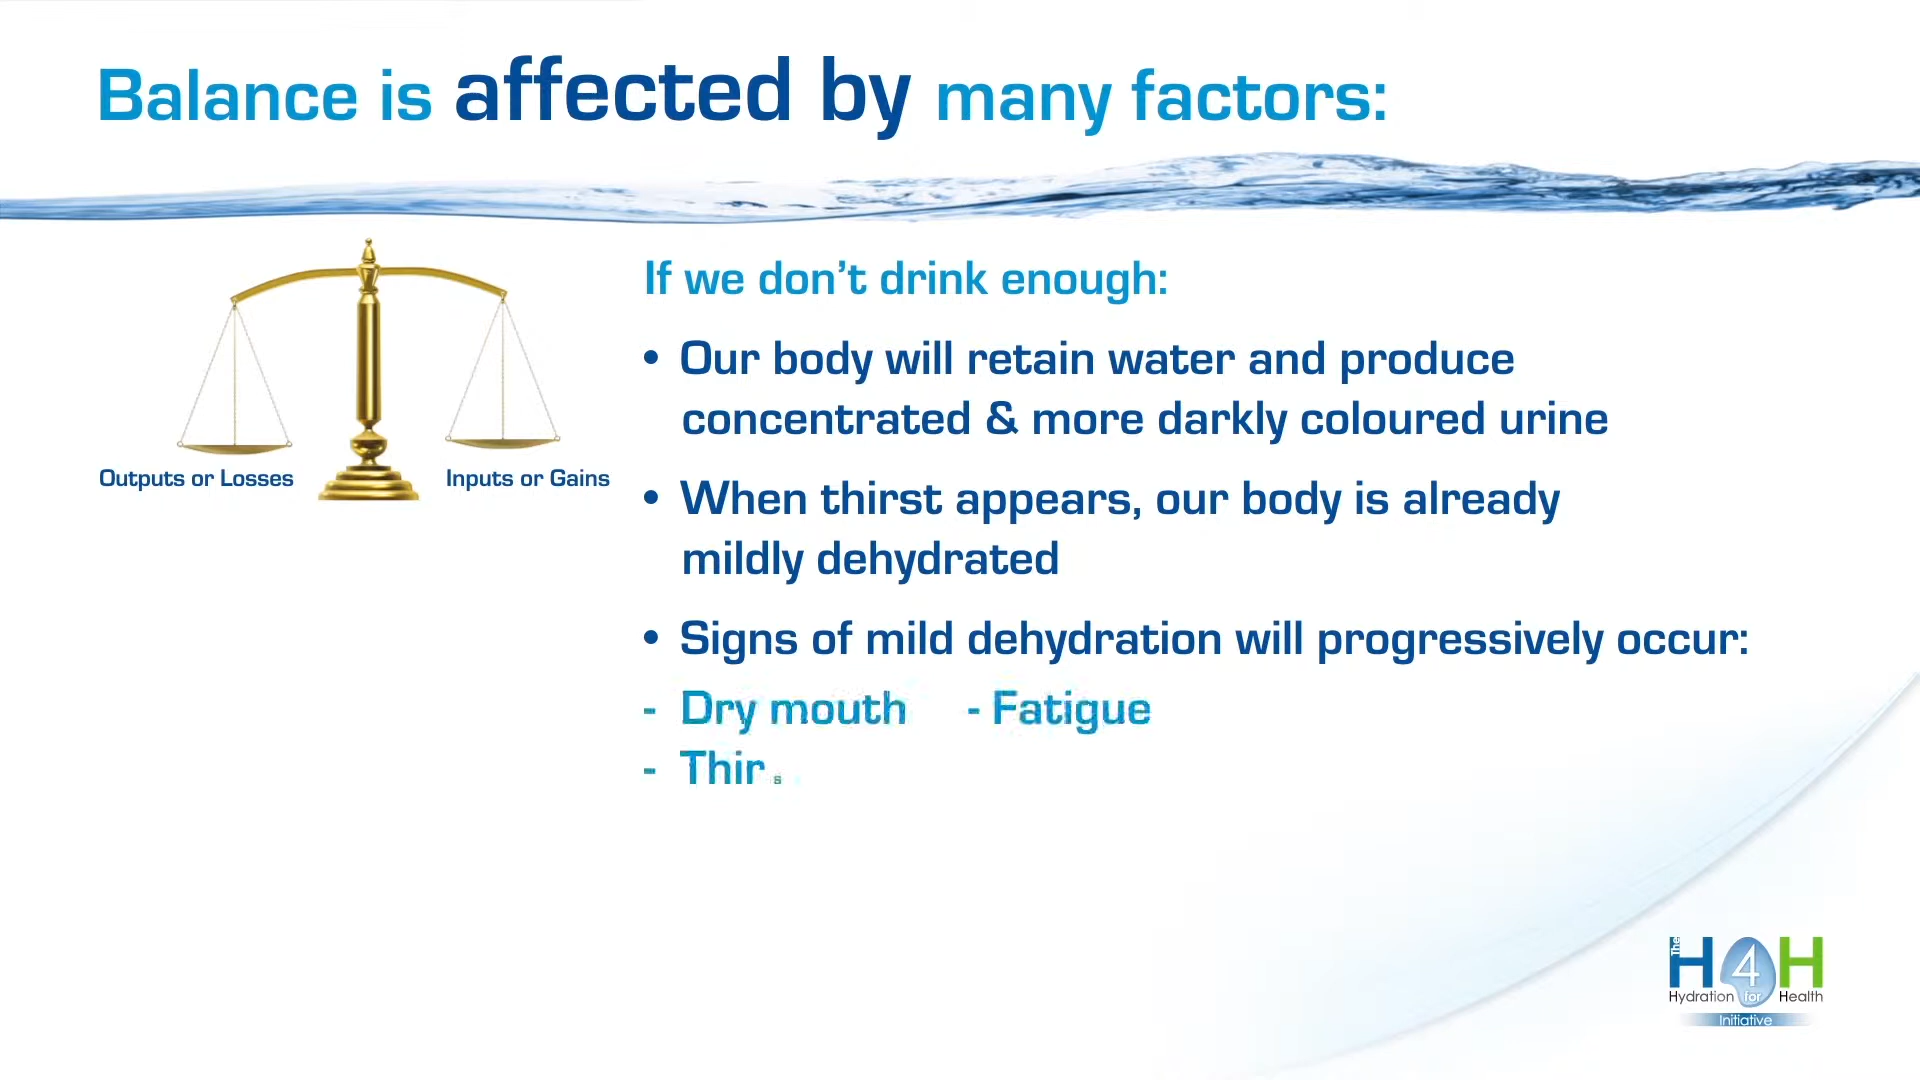 Balance is affected by many factors:
If we don't drink enough:
• Our body will retain water and produce
concentrated & more darkly coloured urine
Outputs or Losses
Inputs or Gains
• When thirst appears, our body is already
mildly dehydrated
• Signs of mild dehydration will progressively occur:
- Dry mouth - Fatigue
- Thirs
The
H4H
Hydration for Health
Initiative